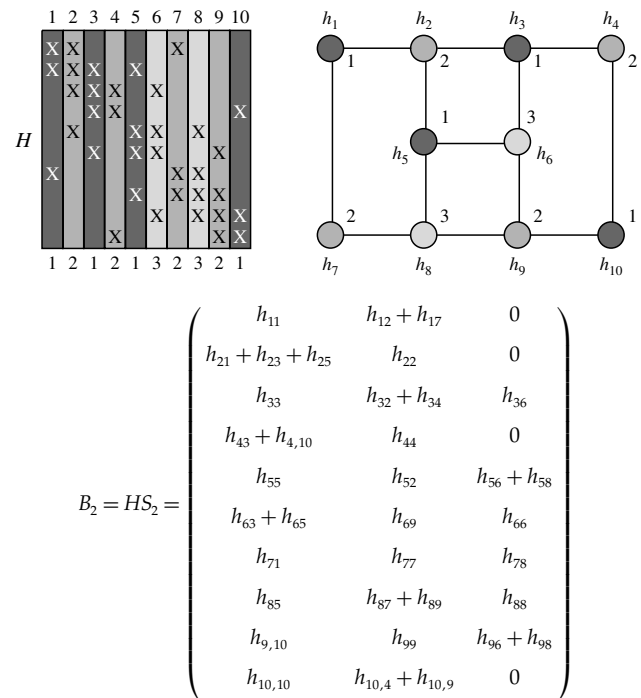 1 2 3 4 5 6 7 8 9 10
X X X
X X X X
X X X X
X X X
X X X X
H
X X X X
X X X
X X X X
X X X X
X X X
1 2 1 2 1 3 2 3 2 1
h₁ h₂ h₃ h₄
1 2 1 2
1 3
h₅ h₆
2 3 2 1
h₇ h₈ h₉ h₁₀
B₂ = HS₂ =
h₁₁ h₁₂ + h₁₇ 0
h₂₁ + h₂₃ + h₂₅ h₂₂ 0
h₃₃ h₃₂ + h₃₄ h₃₆
h₄₃ + h₄,₁₀ h₄₄ 0
h₅₅ h₅₂ h₅₆ + h₅₈
h₆₃ + h₆₅ h₆₉ h₆₆
h₇₁ h₇₇ h₇₈
h₈₅ h₈₇ + h₈₉ h₈₈
h₉,₁₀ h₉₉ h₉₆ + h₉₈
h₁₀,₁₀ h₁₀,₄ + h₁₀,₉ 0